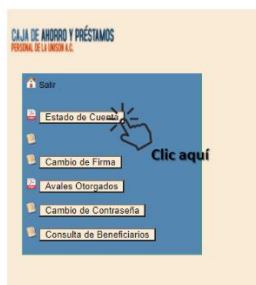 CAJA DE AHORRO Y PRÉSTAMOS
PERSONAL DE LA UNISON A.C.
Salir
Estado de Cuenta
Clic aquí
Cambio de Firma
Avales Otorgados
Cambio de Contraseña
Consulta de Beneficiarios